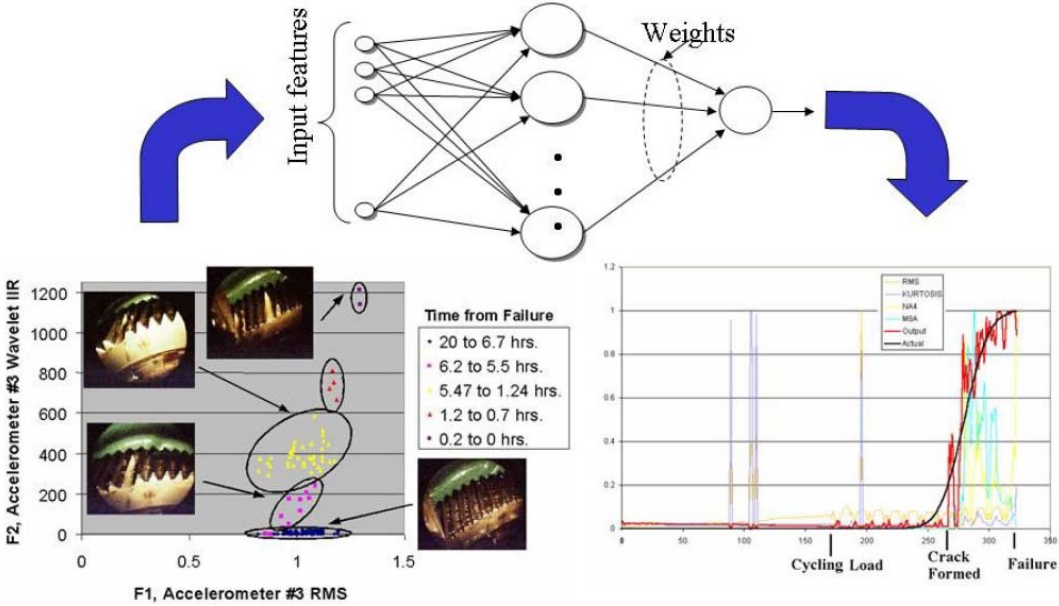 Weights
Input features
F2, Accelerometer #3 Wavelet IIR
1200
1000
800
600
400
200
0
0
0.5
1
1.5
F1, Accelerometer #3 RMS
Time from Failure
20 to 6.7 hrs.
6.2 to 5.5 hrs.
5.47 to 1.24 hrs.
1.2 to 0.7 hrs.
0.2 to 0 hrs.
1.2
1
0.8
0.6
0.4
0.2
0
0
50
100
150
200
250
300
350
RMS
KURTOSIS
NA4
MSA
Output
Actual
Cycling Load
Crack
Formed
Failure